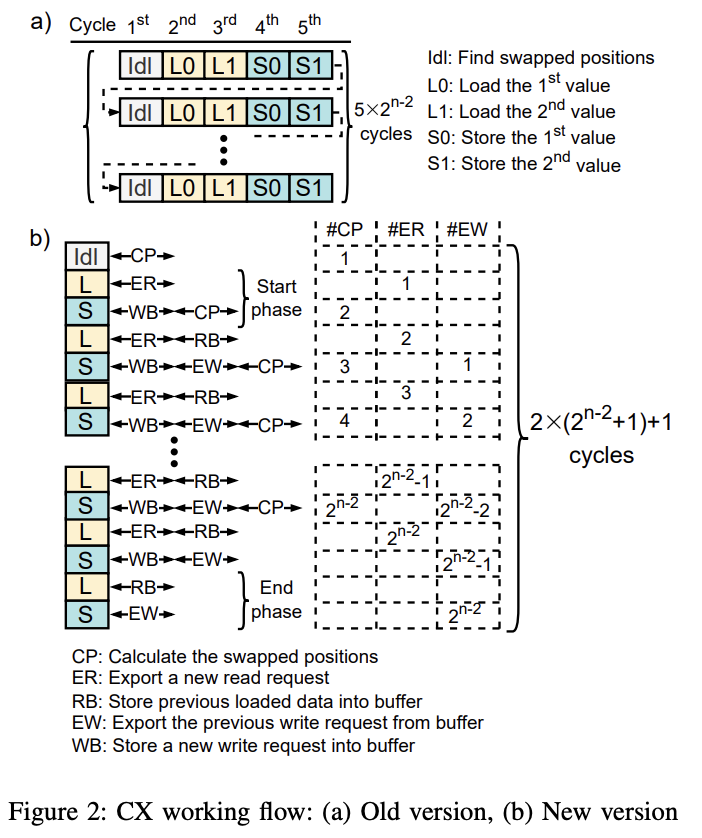 a) Cycle 1st 2nd 3rd 4th 5th
Idl L0 L1 S0 S1
Idl L0 L1 S0 S1
Idl L0 L1 S0 S1
5×2n-2
cycles
Idl: Find swapped positions
L0: Load the 1st value
L1: Load the 2nd value
S0: Store the 1st value
S1: Store the 2nd value
b) #CP #ER #EW
Idl CP 1
L ER 1
S WB CP 2
Start
phase
L ER RB 2
S WB EW CP 3 1
L ER RB 3
S WB EW CP 4 2
L ER RB 2n-2-1
S WB EW CP 2n-2 2n-2-2
L ER RB 2n-2
S WB EW 2n-2-1
L RB
S EW 2n-2
End
phase
2×(2n-2+1)+1
cycles
CP: Calculate the swapped positions
ER: Export a new read request
RB: Store previous loaded data into buffer
EW: Export the previous write request from buffer
WB: Store a new write request into buffer
Figure 2: CX working flow: (a) Old version, (b) New version